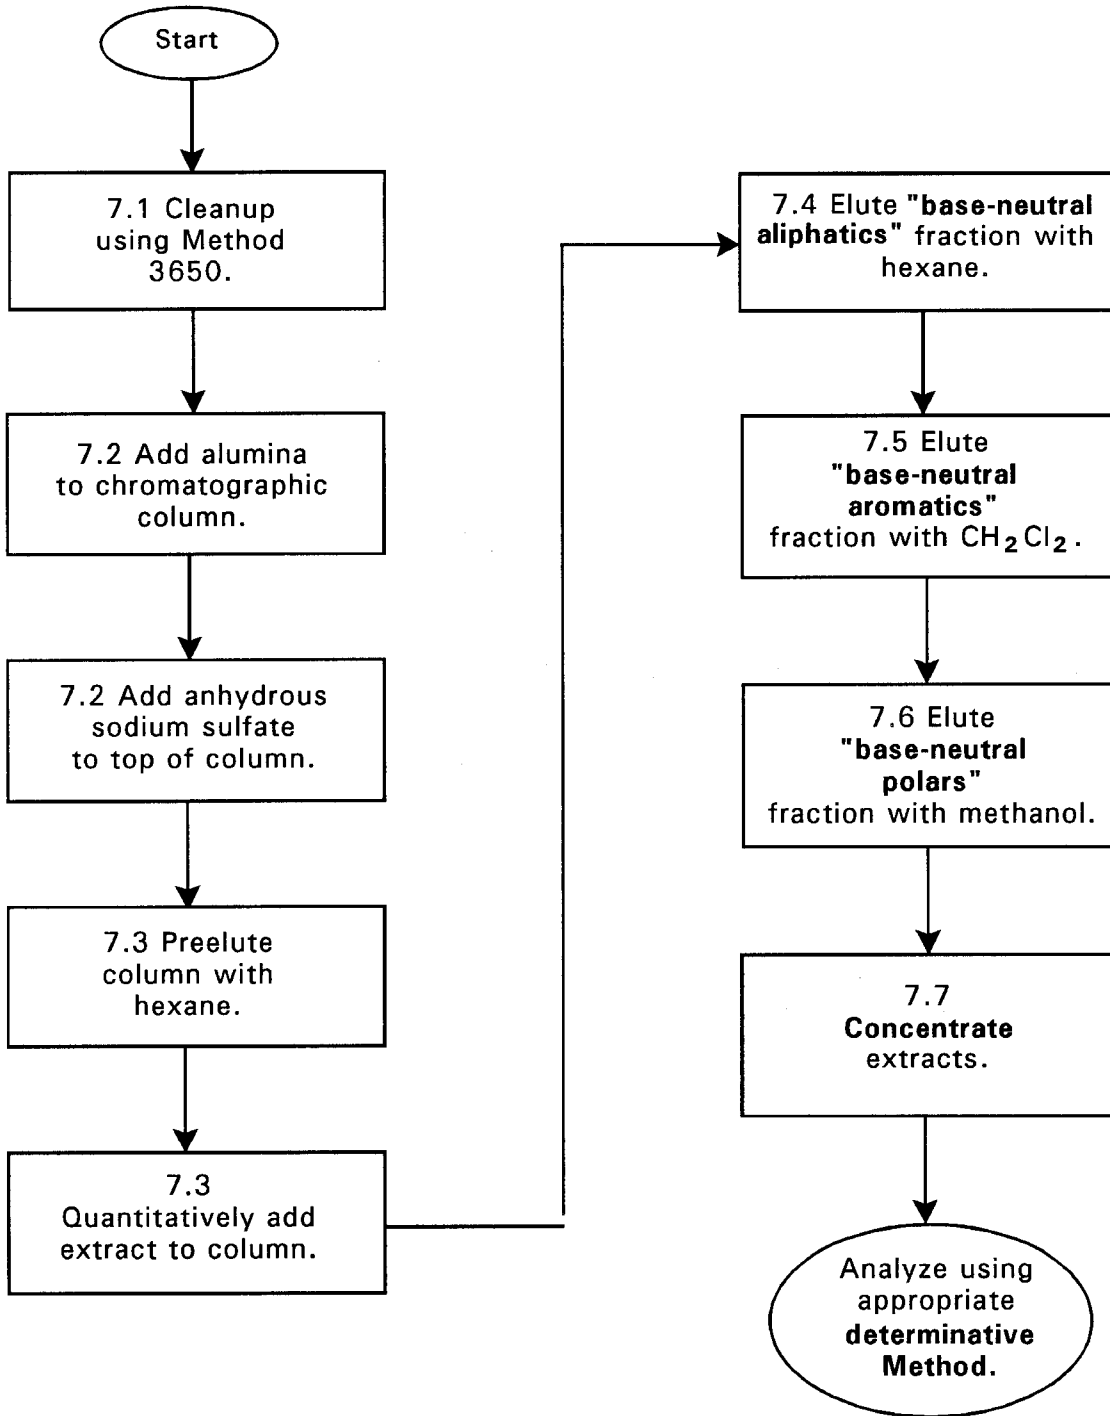 Start
7.1 Cleanup
using Method
3650.
7.2 Add alumina
to chromatographic
column.
7.2 Add anhydrous
sodium sulfate
to top of column.
7.3 Preelute
column with
hexane.
7.3
Quantitatively add
extract to column.
7.4 Elute "base-neutral
aliphatics" fraction with
hexane.
7.5 Elute
"base-neutral
aromatics"
fraction with CH₂Cl₂.
7.6 Elute
"base-neutral
polars"
fraction with methanol.
7.7
Concentrate
extracts.
Analyze using
appropriate
determinative
Method.